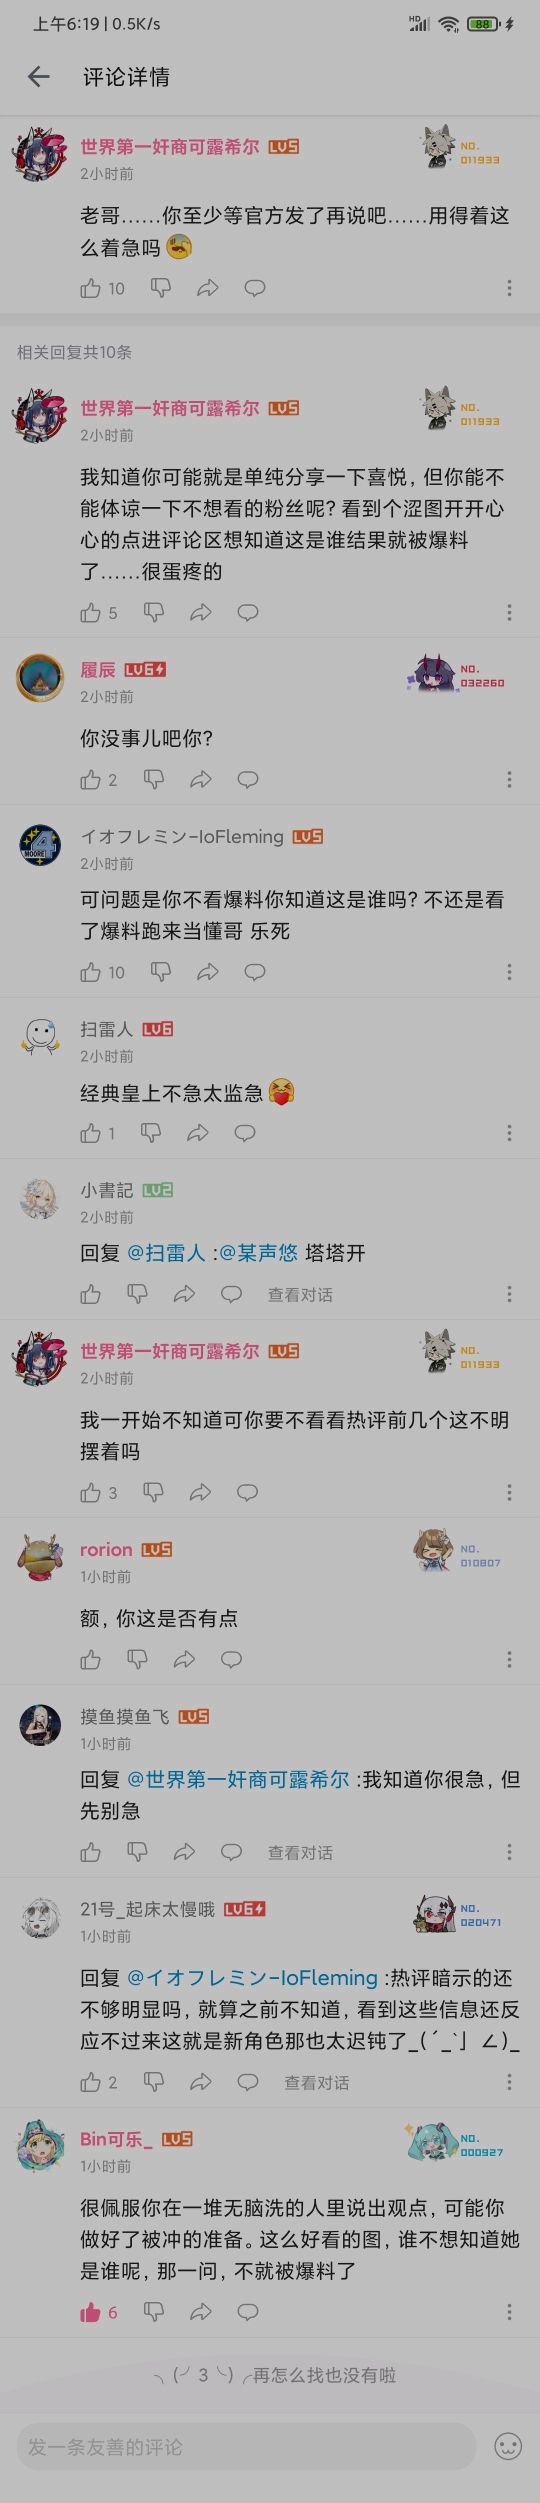 上午6:19 | 0.5K/s
HD
88
评论详情
世界第一奸商可露希尔 LV5
NO.
011933
2小时前
老哥……你至少等官方发了再说吧……用得着这
么着急吗
10
相关回复共10条
世界第一奸商可露希尔 LV5
NO.
011933
2小时前
我知道你可能就是单纯分享一下喜悦，但你能不
能体谅一下不想看的粉丝呢？看到个涩图开开心
心的点进评论区想知道这是谁结果就被爆料
了……很蛋疼的
5
履辰 LV6
NO.
032260
2小时前
你没事儿吧你？
2
MOORE
4
イオフレミン-IoFleming LV5
2小时前
可问题是你不看爆料你知道这是谁吗？不还是看
了爆料跑来当懂哥 乐死
10
扫雷人 LV6
2小时前
经典皇上不急太监急
1
小書記 LV2
2小时前
回复 @扫雷人 :@某声悠 塔塔开
查看对话
世界第一奸商可露希尔 LV5
NO.
011933
2小时前
我一开始不知道可你要不看看热评前几个这不明
摆着吗
3
rorion LV5
NO.
010807
1小时前
额，你这是否有点
摸鱼摸鱼飞 LV5
1小时前
回复 @世界第一奸商可露希尔 :我知道你很急，但
先别急
查看对话
21号_起床太慢哦 LV6
NO.
020471
1小时前
回复 @イオフレミン-IoFleming :热评暗示的还
不够明显吗，就算之前不知道，看到这些信息还反
应不过来这就是新角色那也太迟钝了_(´_`」 ∠)_
2
查看对话
Bin可乐_ LV5
NO.
000927
1小时前
很佩服你在一堆无脑洗的人里说出观点，可能你
做好了被冲的准备。这么好看的图，谁不想知道她
是谁呢，那一问，不就被爆料了
6
╮(╯3╰)╭再怎么找也没有啦
发一条友善的评论